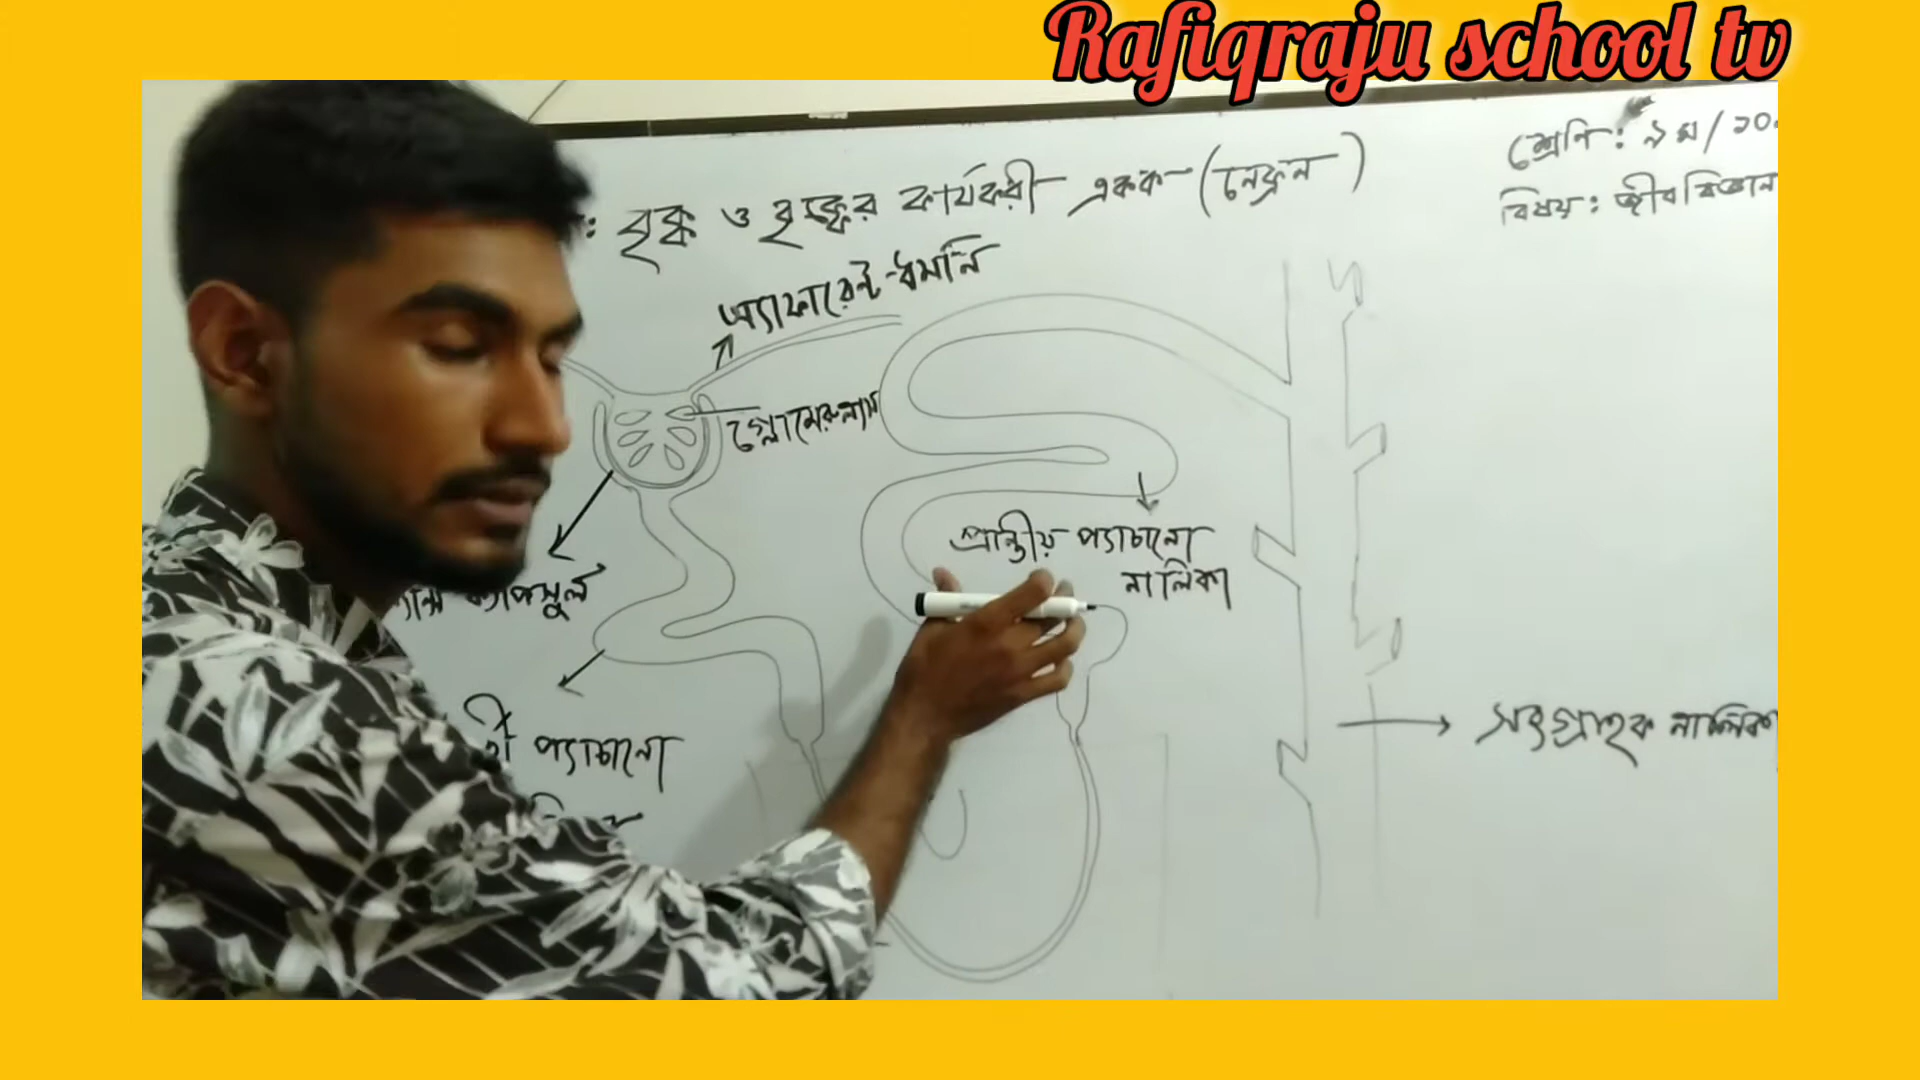 Rafiqraju school tv
শ্রেণি: ৯ম/১০
বিষয়: জীববিজ্ঞান
: বৃক্ক ও বৃক্কের কার্যকরী একক (নেফ্রন)
অ্যাফারেন্ট ধমনি
গ্লোমেরুলাস
প্রান্তীয় প্যাচানো
নালিকা
ক্যাপসুল
প্যাচানো
সংগ্রাহক নালিকা